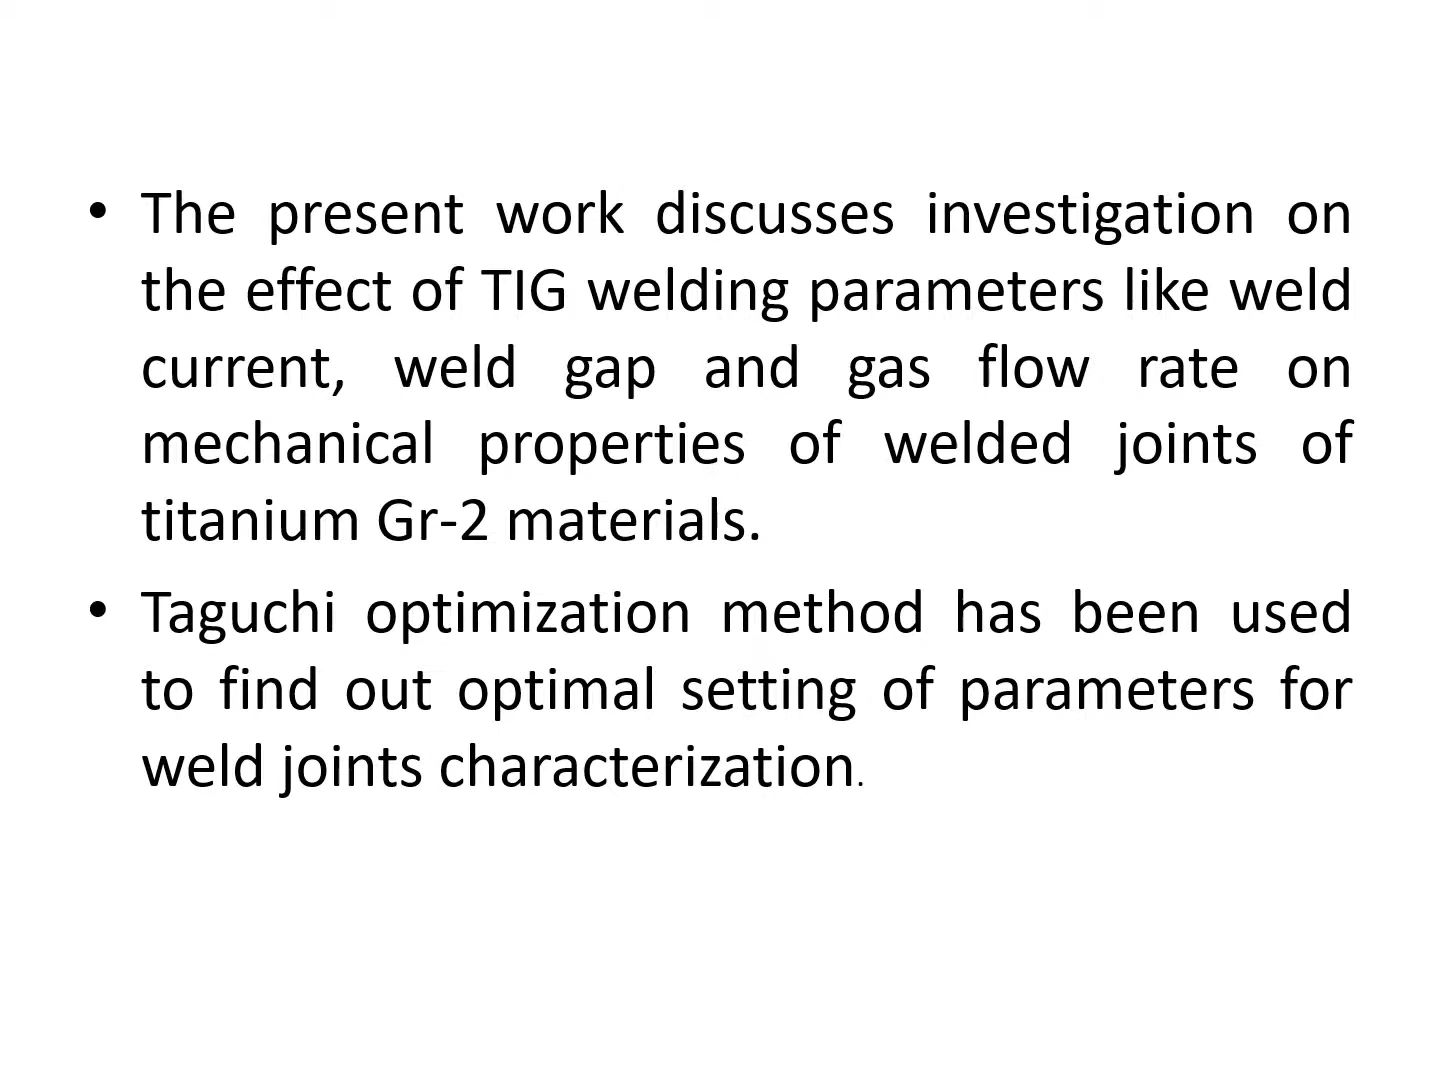 • The present work discusses investigation on
the effect of TIG welding parameters like weld
current, weld gap and gas flow rate on
mechanical properties of welded joints of
titanium Gr-2 materials.
• Taguchi optimization method has been used
to find out optimal setting of parameters for
weld joints characterization.